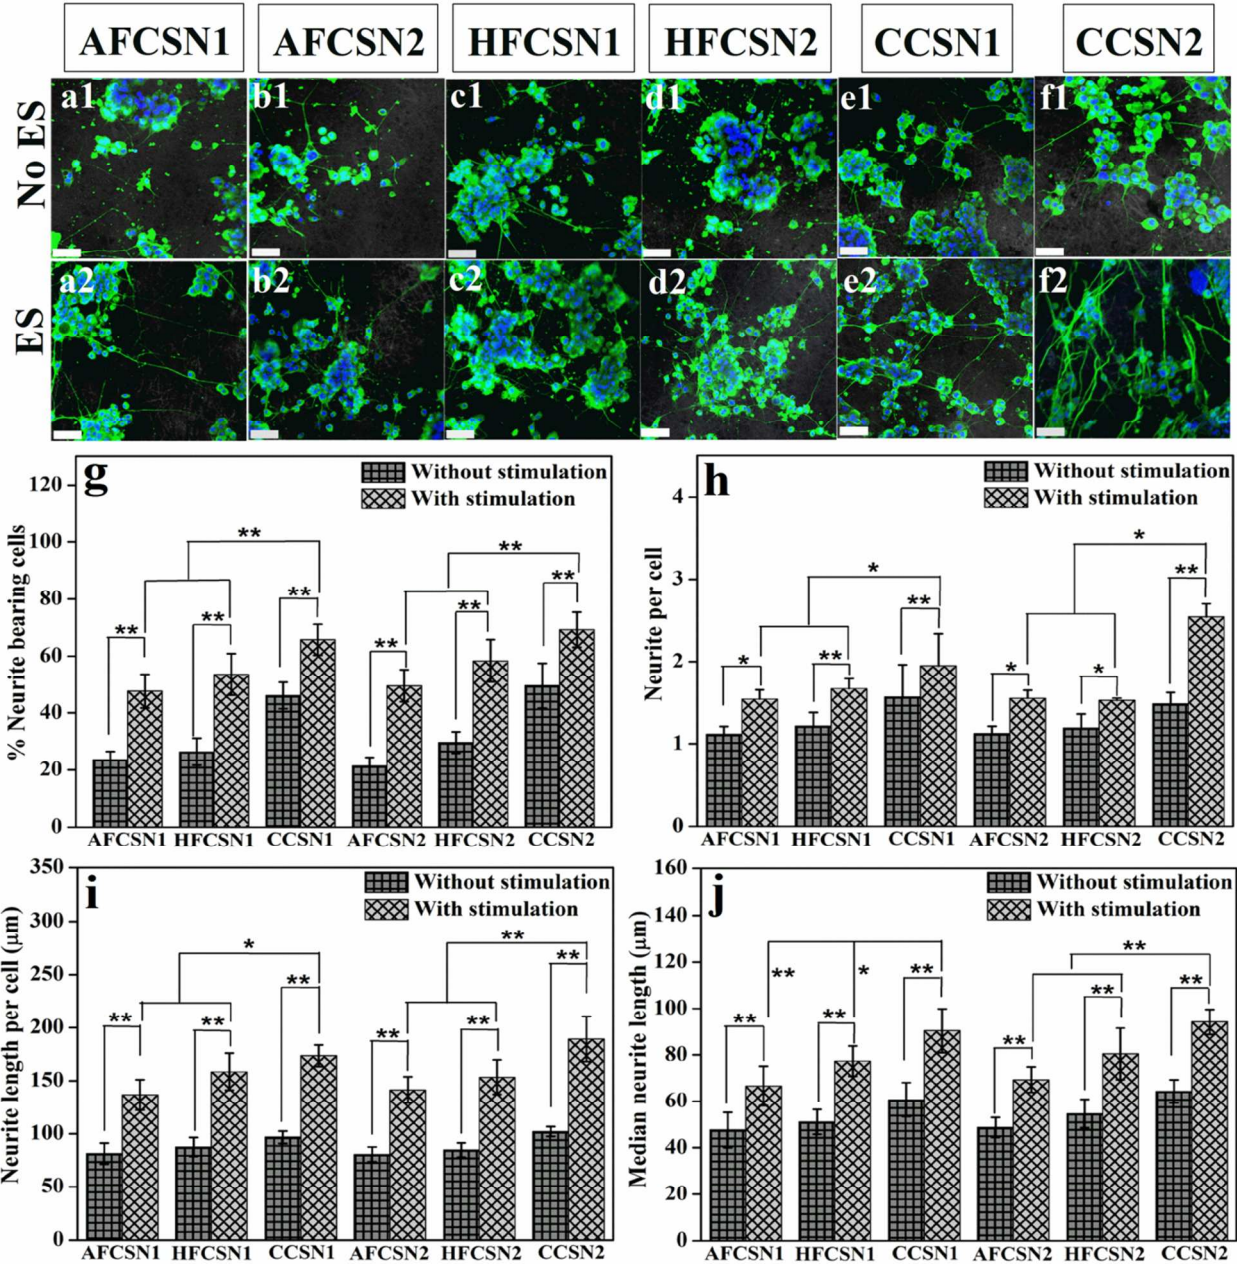 AFCSN1 AFCSN2 HFCSN1 HFCSN2 CCSN1 CCSN2
No ES
a1 b1 c1 d1 e1 f1
ES
a2 b2 c2 d2 e2 f2
g
Without stimulation
With stimulation
% Neurite bearing cells
120
100
80
60
40
20
0
** ** ** ** ** ** ** **
AFCSN1 HFCSN1 CCSN1 AFCSN2 HFCSN2 CCSN2
h
Without stimulation
With stimulation
Neurite per cell
4
3
2
1
0
* ** ** * * * ** *
AFCSN1 HFCSN1 CCSN1 AFCSN2 HFCSN2 CCSN2
i
Without stimulation
With stimulation
Neurite length per cell (μm)
350
300
250
200
150
100
50
0
** ** ** * ** ** ** **
AFCSN1 HFCSN1 CCSN1 AFCSN2 HFCSN2 CCSN2
j
Without stimulation
With stimulation
Median neurite length (μm)
160
140
120
100
80
60
40
20
0
** ** ** * ** ** ** ** **
AFCSN1 HFCSN1 CCSN1 AFCSN2 HFCSN2 CCSN2